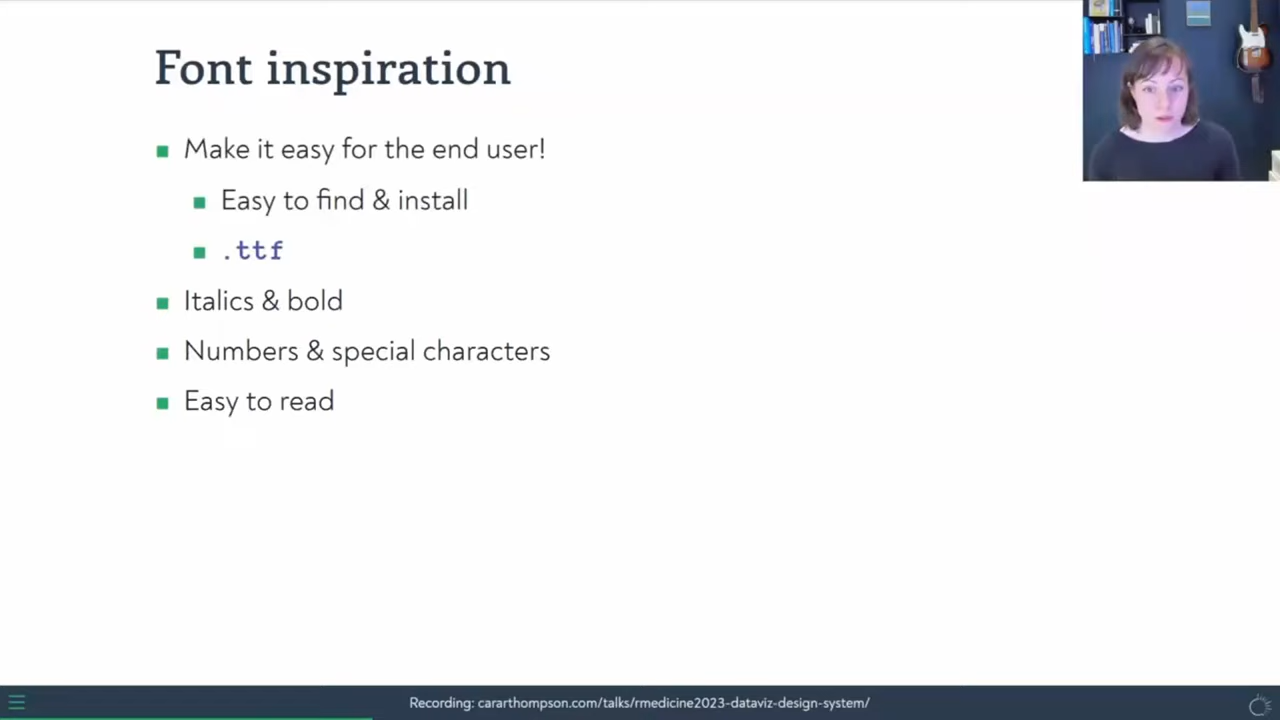 Font inspiration
Make it easy for the end user!
Easy to find & install
.ttf
Italics & bold
Numbers & special characters
Easy to read
Recording: cararthompson.com/talks/rmedicine2023-dataviz-design-system/